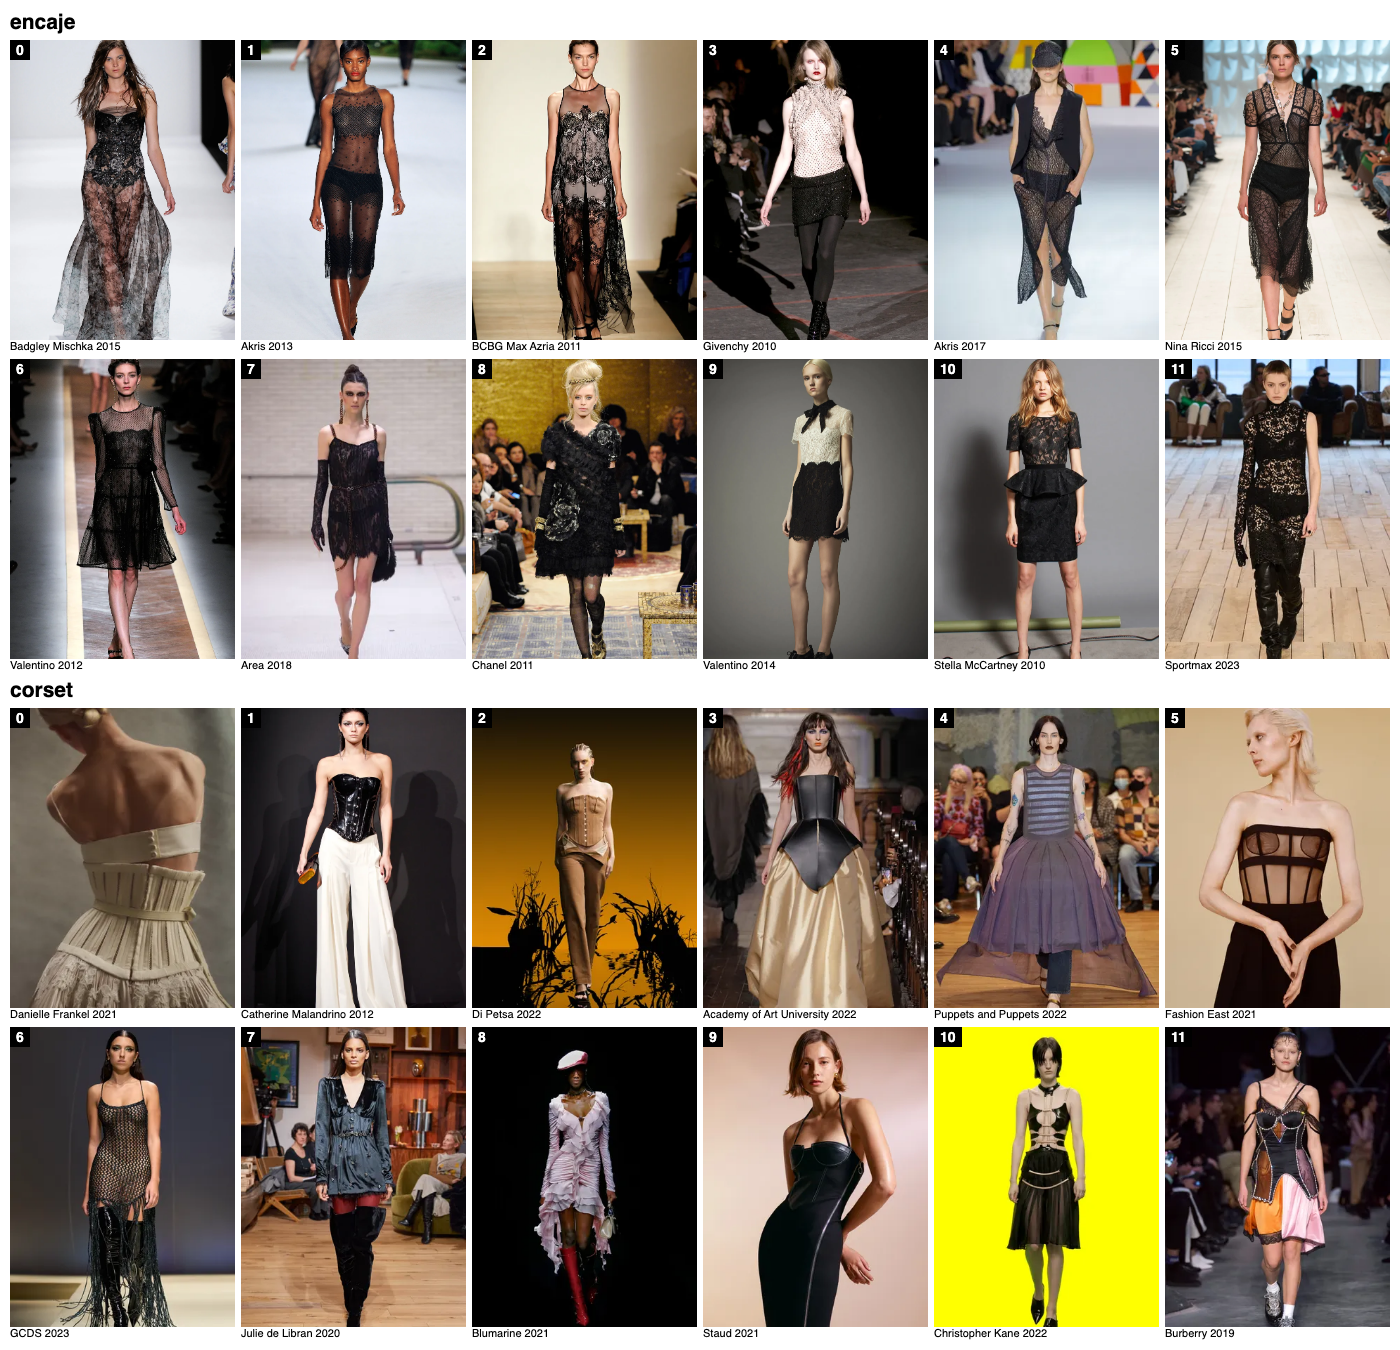 encaje
0
1
2
3
4
5
Badgley Mischka 2015
Akris 2013
BCBG Max Azria 2011
Givenchy 2010
Akris 2017
Nina Ricci 2015
6
7
8
9
10
11
Valentino 2012
Area 2018
Chanel 2011
Valentino 2014
Stella McCartney 2010
Sportmax 2023
corset
0
1
2
3
4
5
Danielle Frankel 2021
Catherine Malandrino 2012
Di Petsa 2022
Academy of Art University 2022
Puppets and Puppets 2022
Fashion East 2021
6
7
8
9
10
11
GCDS 2023
Julie de Libran 2020
Blumarine 2021
Staud 2021
Christopher Kane 2022
Burberry 2019